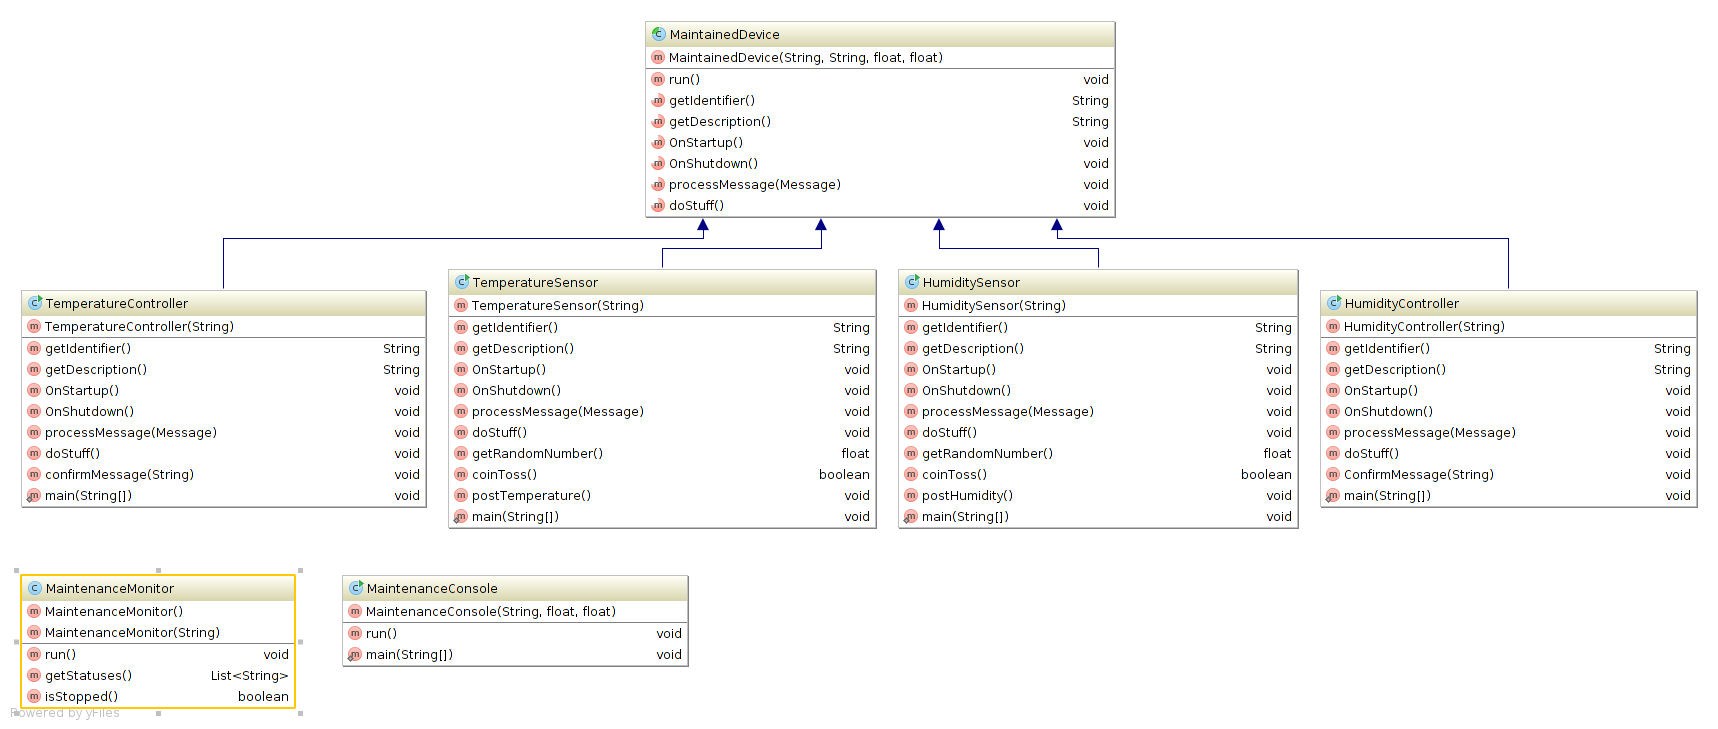 MaintainedDevice
MaintainedDevice(String, String, float, float)
run() void
getIdentifier() String
getDescription() String
OnStartup() void
OnShutdown() void
processMessage(Message) void
doStuff() void
TemperatureController
TemperatureController(String)
getIdentifier() String
getDescription() String
OnStartup() void
OnShutdown() void
processMessage(Message) void
doStuff() void
confirmMessage(String) void
main(String[]) void
TemperatureSensor
TemperatureSensor(String)
getIdentifier() String
getDescription() String
OnStartup() void
OnShutdown() void
processMessage(Message) void
doStuff() void
getRandomNumber() float
coinToss() boolean
postTemperature() void
main(String[]) void
HumiditySensor
HumiditySensor(String)
getIdentifier() String
getDescription() String
OnStartup() void
OnShutdown() void
processMessage(Message) void
doStuff() void
getRandomNumber() float
coinToss() boolean
postHumidity() void
main(String[]) void
HumidityController
HumidityController(String)
getIdentifier() String
getDescription() String
OnStartup() void
OnShutdown() void
processMessage(Message) void
doStuff() void
ConfirmMessage(String) void
main(String[]) void
MaintenanceMonitor
MaintenanceMonitor()
MaintenanceMonitor(String)
run() void
getStatuses() List<String>
isStopped() boolean
MaintenanceConsole
MaintenanceConsole(String, float, float)
run() void
main(String[]) void
Powered by yFiles